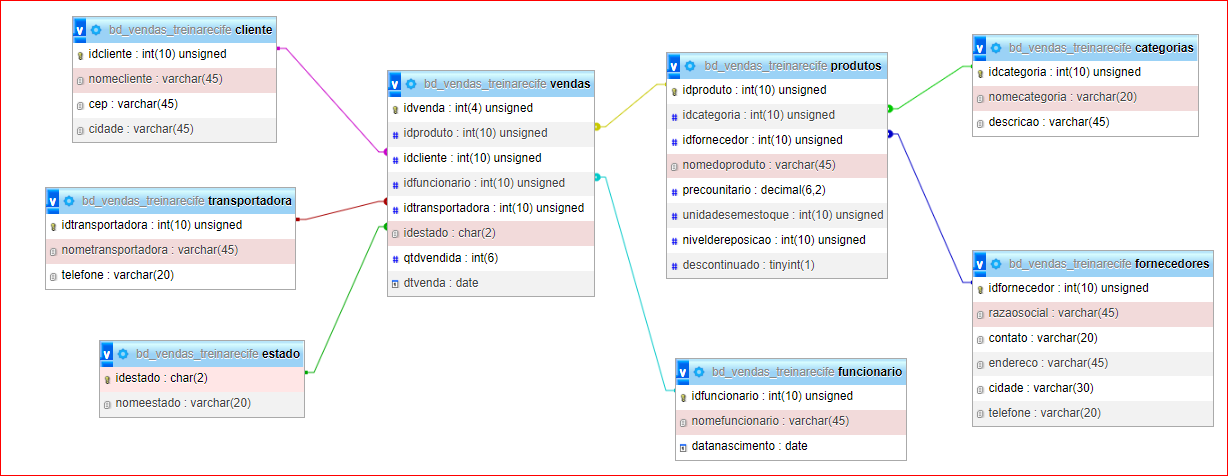 bd_vendas_treinarecife cliente
idcliente : int(10) unsigned
nomecliente : varchar(45)
cep : varchar(45)
cidade : varchar(45)
bd_vendas_treinarecife transportadora
idtransportadora : int(10) unsigned
nometransportadora : varchar(45)
telefone : varchar(20)
bd_vendas_treinarecife estado
idestado : char(2)
nomeestado : varchar(20)
bd_vendas_treinarecife vendas
idvenda : int(4) unsigned
idproduto : int(10) unsigned
idcliente : int(10) unsigned
idfuncionario : int(10) unsigned
idtransportadora : int(10) unsigned
idestado : char(2)
qtdvendida : int(6)
dtvenda : date
bd_vendas_treinarecife produtos
idproduto : int(10) unsigned
idcategoria : int(10) unsigned
idfornecedor : int(10) unsigned
nomedoproduto : varchar(45)
precounitario : decimal(6,2)
unidadesemestoque : int(10) unsigned
niveldereposicao : int(10) unsigned
descontinuado : tinyint(1)
bd_vendas_treinarecife funcionario
idfuncionario : int(10) unsigned
nomefuncionario : varchar(45)
datanascimento : date
bd_vendas_treinarecife categorias
idcategoria : int(10) unsigned
nomecategoria : varchar(20)
descricao : varchar(45)
bd_vendas_treinarecife fornecedores
idfornecedor : int(10) unsigned
razaosocial : varchar(45)
contato : varchar(20)
endereco : varchar(45)
cidade : varchar(30)
telefone : varchar(20)